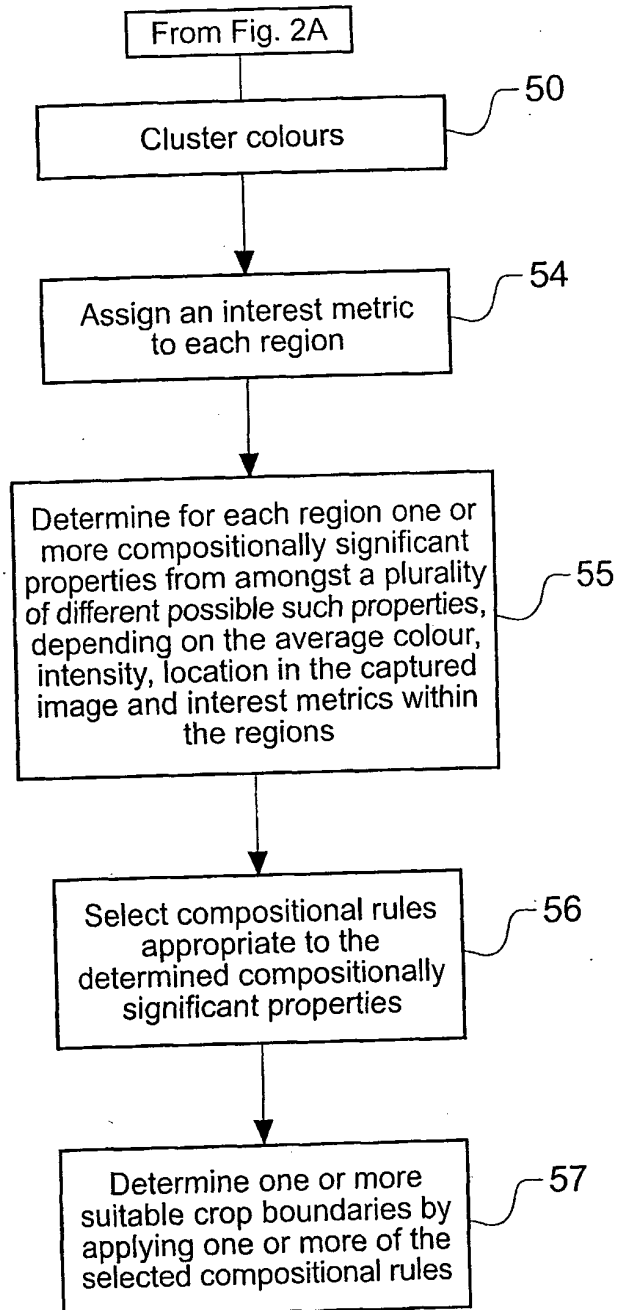 From Fig. 2A
50
Cluster colours
54
Assign an interest metric
to each region
Determine for each region one or
more compositionally significant
properties from amongst a plurality
of different possible such properties,
depending on the average colour,
intensity, location in the captured
image and interest metrics within
the regions
55
Select compositional rules
appropriate to the
determined compositionally
significant properties
56
Determine one or more
suitable crop boundaries by
applying one or more of the
selected compositional rules
57